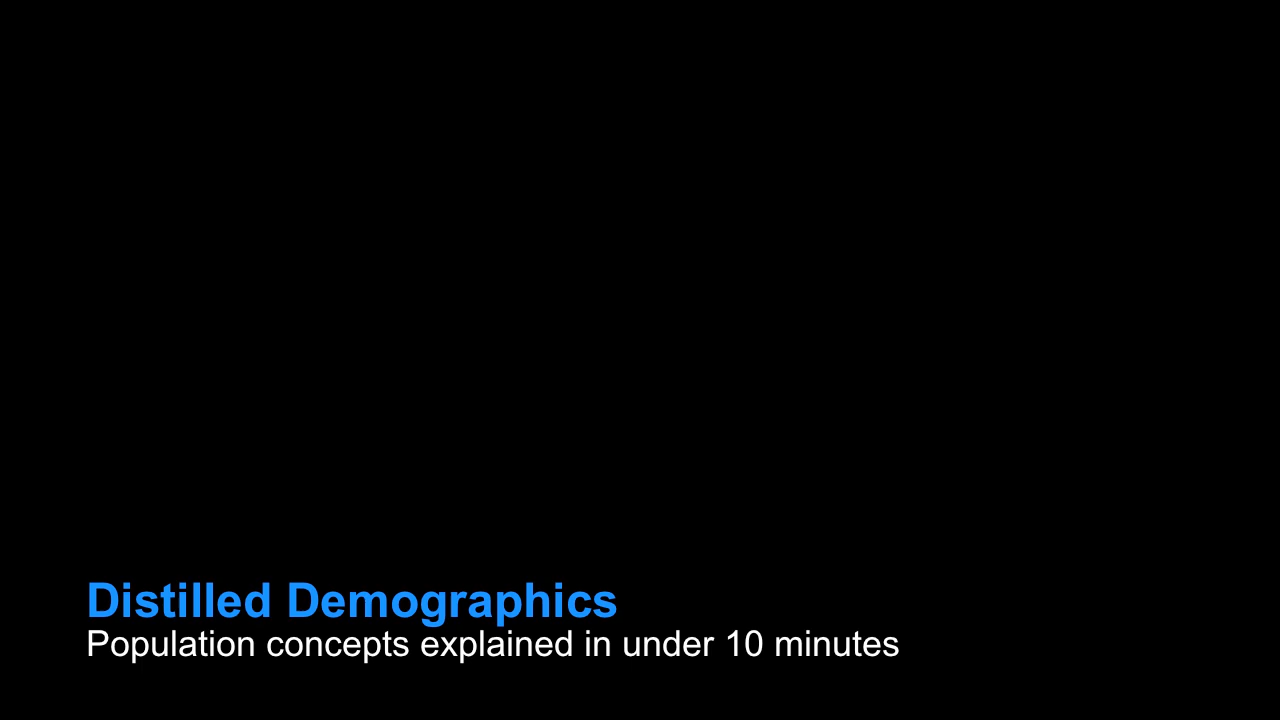 Distilled Demographics
Population concepts explained in under 10 minutes